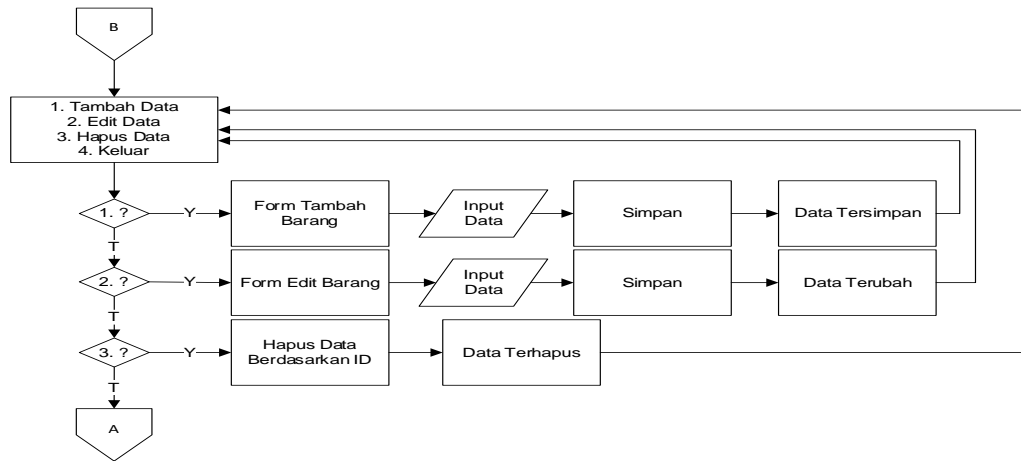 B
1. Tambah Data
2. Edit Data
3. Hapus Data
4. Keluar
1. ?
Y
Form Tambah
Barang
Input
Data
Simpan
Data Tersimpan
T
2. ?
Y
Form Edit Barang
Input
Data
Simpan
Data Terubah
T
3. ?
Y
Hapus Data
Berdasarkan ID
Data Terhapus
T
A